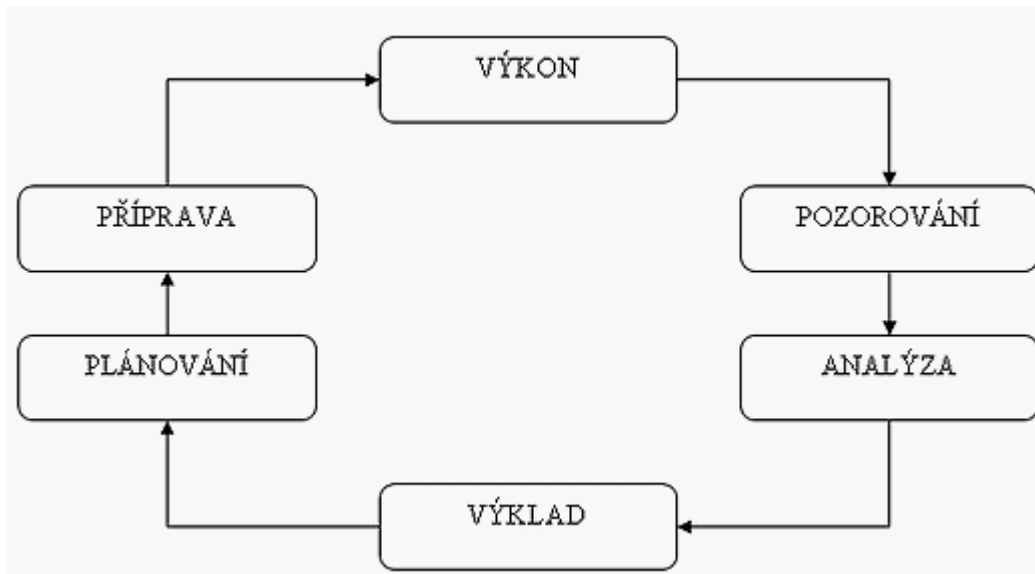 VÝKON
PŘÍPRAVA
POZOROVÁNÍ
PLÁNOVÁNÍ
ANALÝZA
VÝKLAD